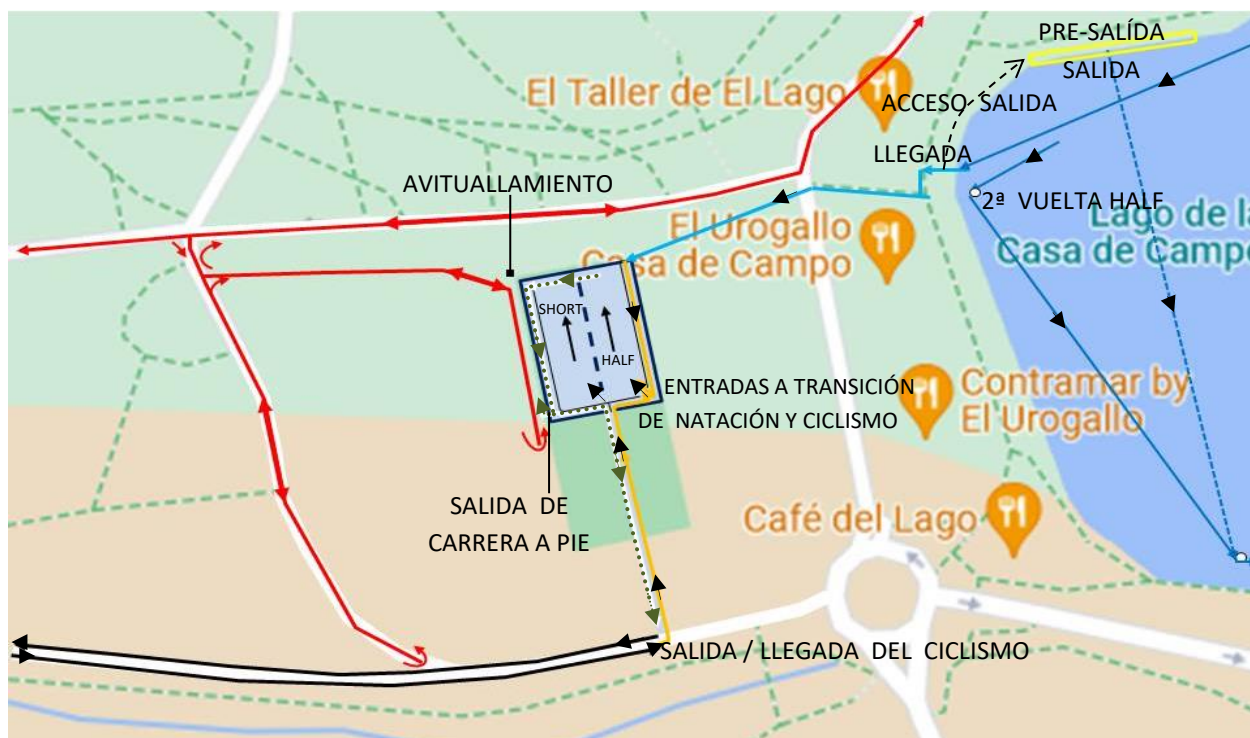 PRE-SALÍDA
SALIDA
El Taller de El Lago
ACCESO SALIDA
LLEGADA
AVITUALLAMIENTO
2ª VUELTA HALF
El Urogallo
Casa de Campo
Lago de la
Casa de Campo
SHORT
HALF
ENTRADAS A TRANSICIÓN
DE NATACIÓN Y CICLISMO
Contramar by
El Urogallo
SALIDA DE
CARRERA A PIE
Café del Lago
SALIDA / LLEGADA DEL CICLISMO